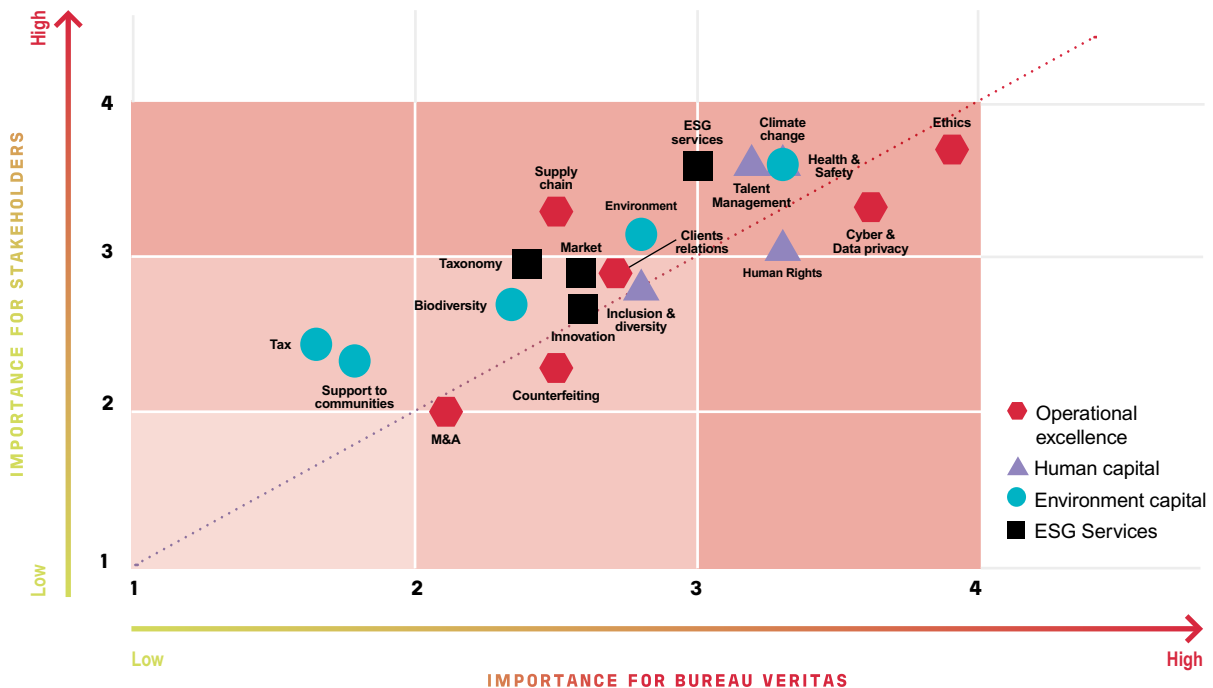 High
IMPORTANCE FOR STAKEHOLDERS
Low
4
3
2
1
1
2
3
4
Ethics
Climate
change
ESG
services
Health &
Safety
Talent
Management
Supply
chain
Environment
Clients
relations
Cyber &
Data privacy
Market
Taxonomy
Human Rights
Biodiversity
Inclusion &
diversity
Innovation
Tax
Support to
communities
Counterfeiting
M&A
Operational
excellence
Human capital
Environment capital
ESG Services
Low
High
IMPORTANCE FOR BUREAU VERITAS